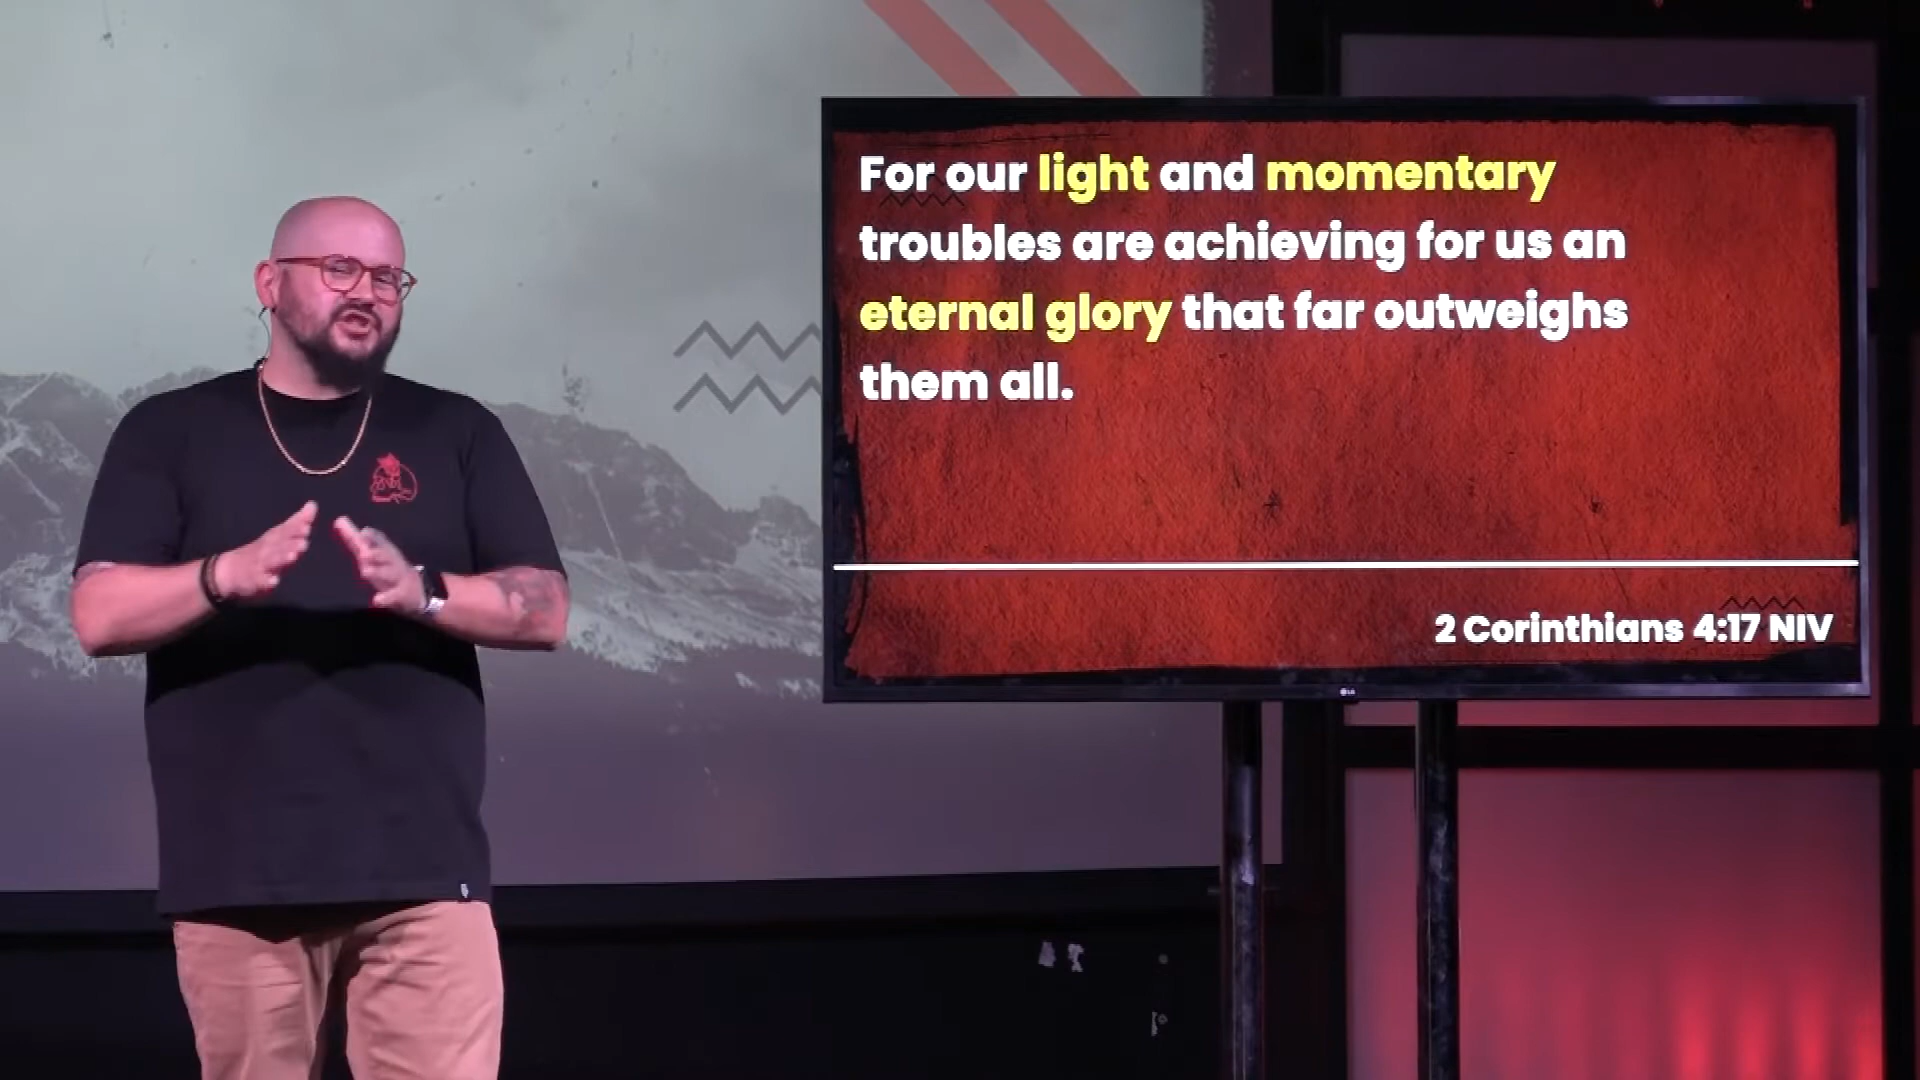 For our light and momentary
troubles are achieving for us an
eternal glory that far outweighs
them all.
2 Corinthians 4:17 NIV
LG